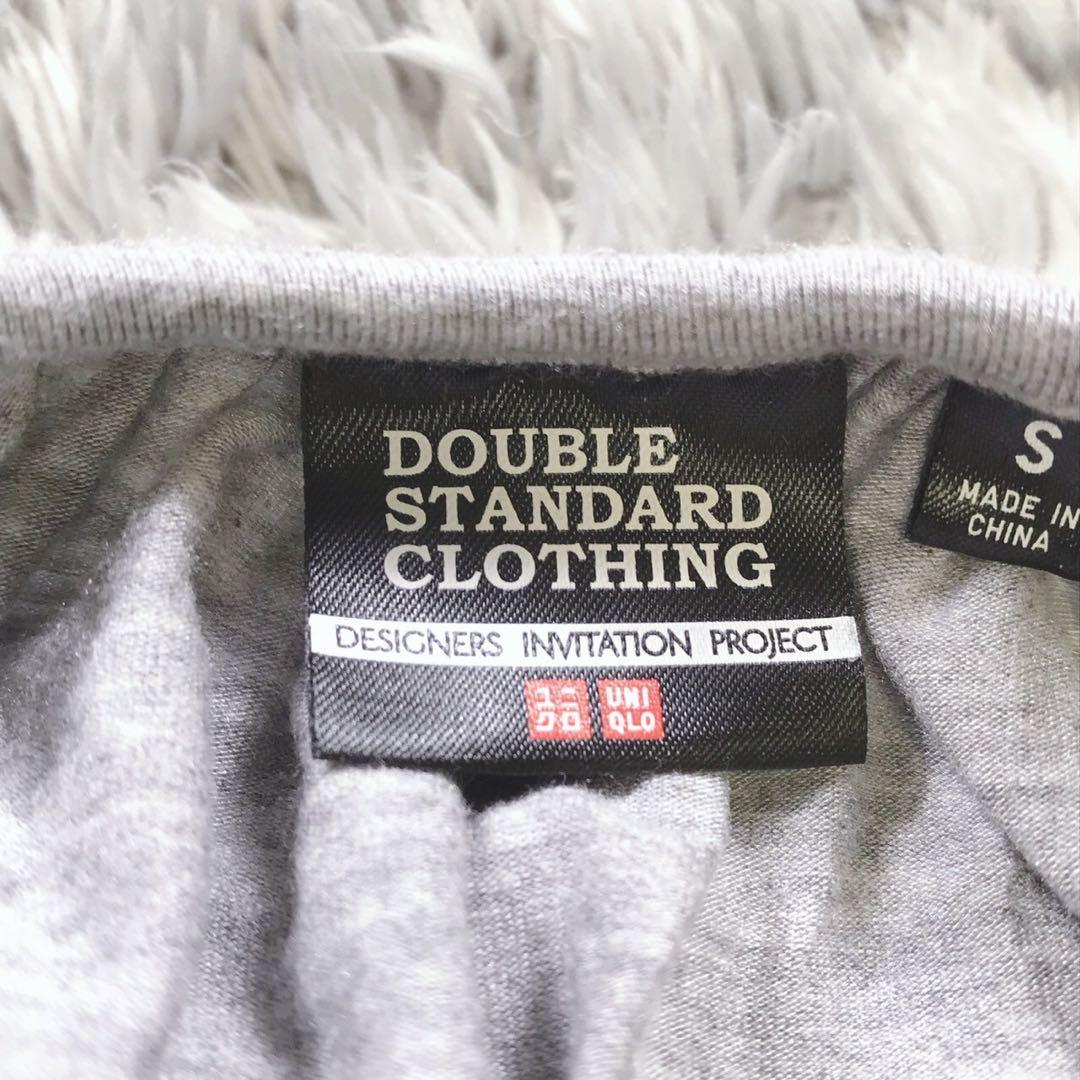 DOUBLE
STANDARD
CLOTHING
DESIGNERS INVITATION PROJECT
ユニ UNI
クロ QLO
S
MADE IN
CHINA